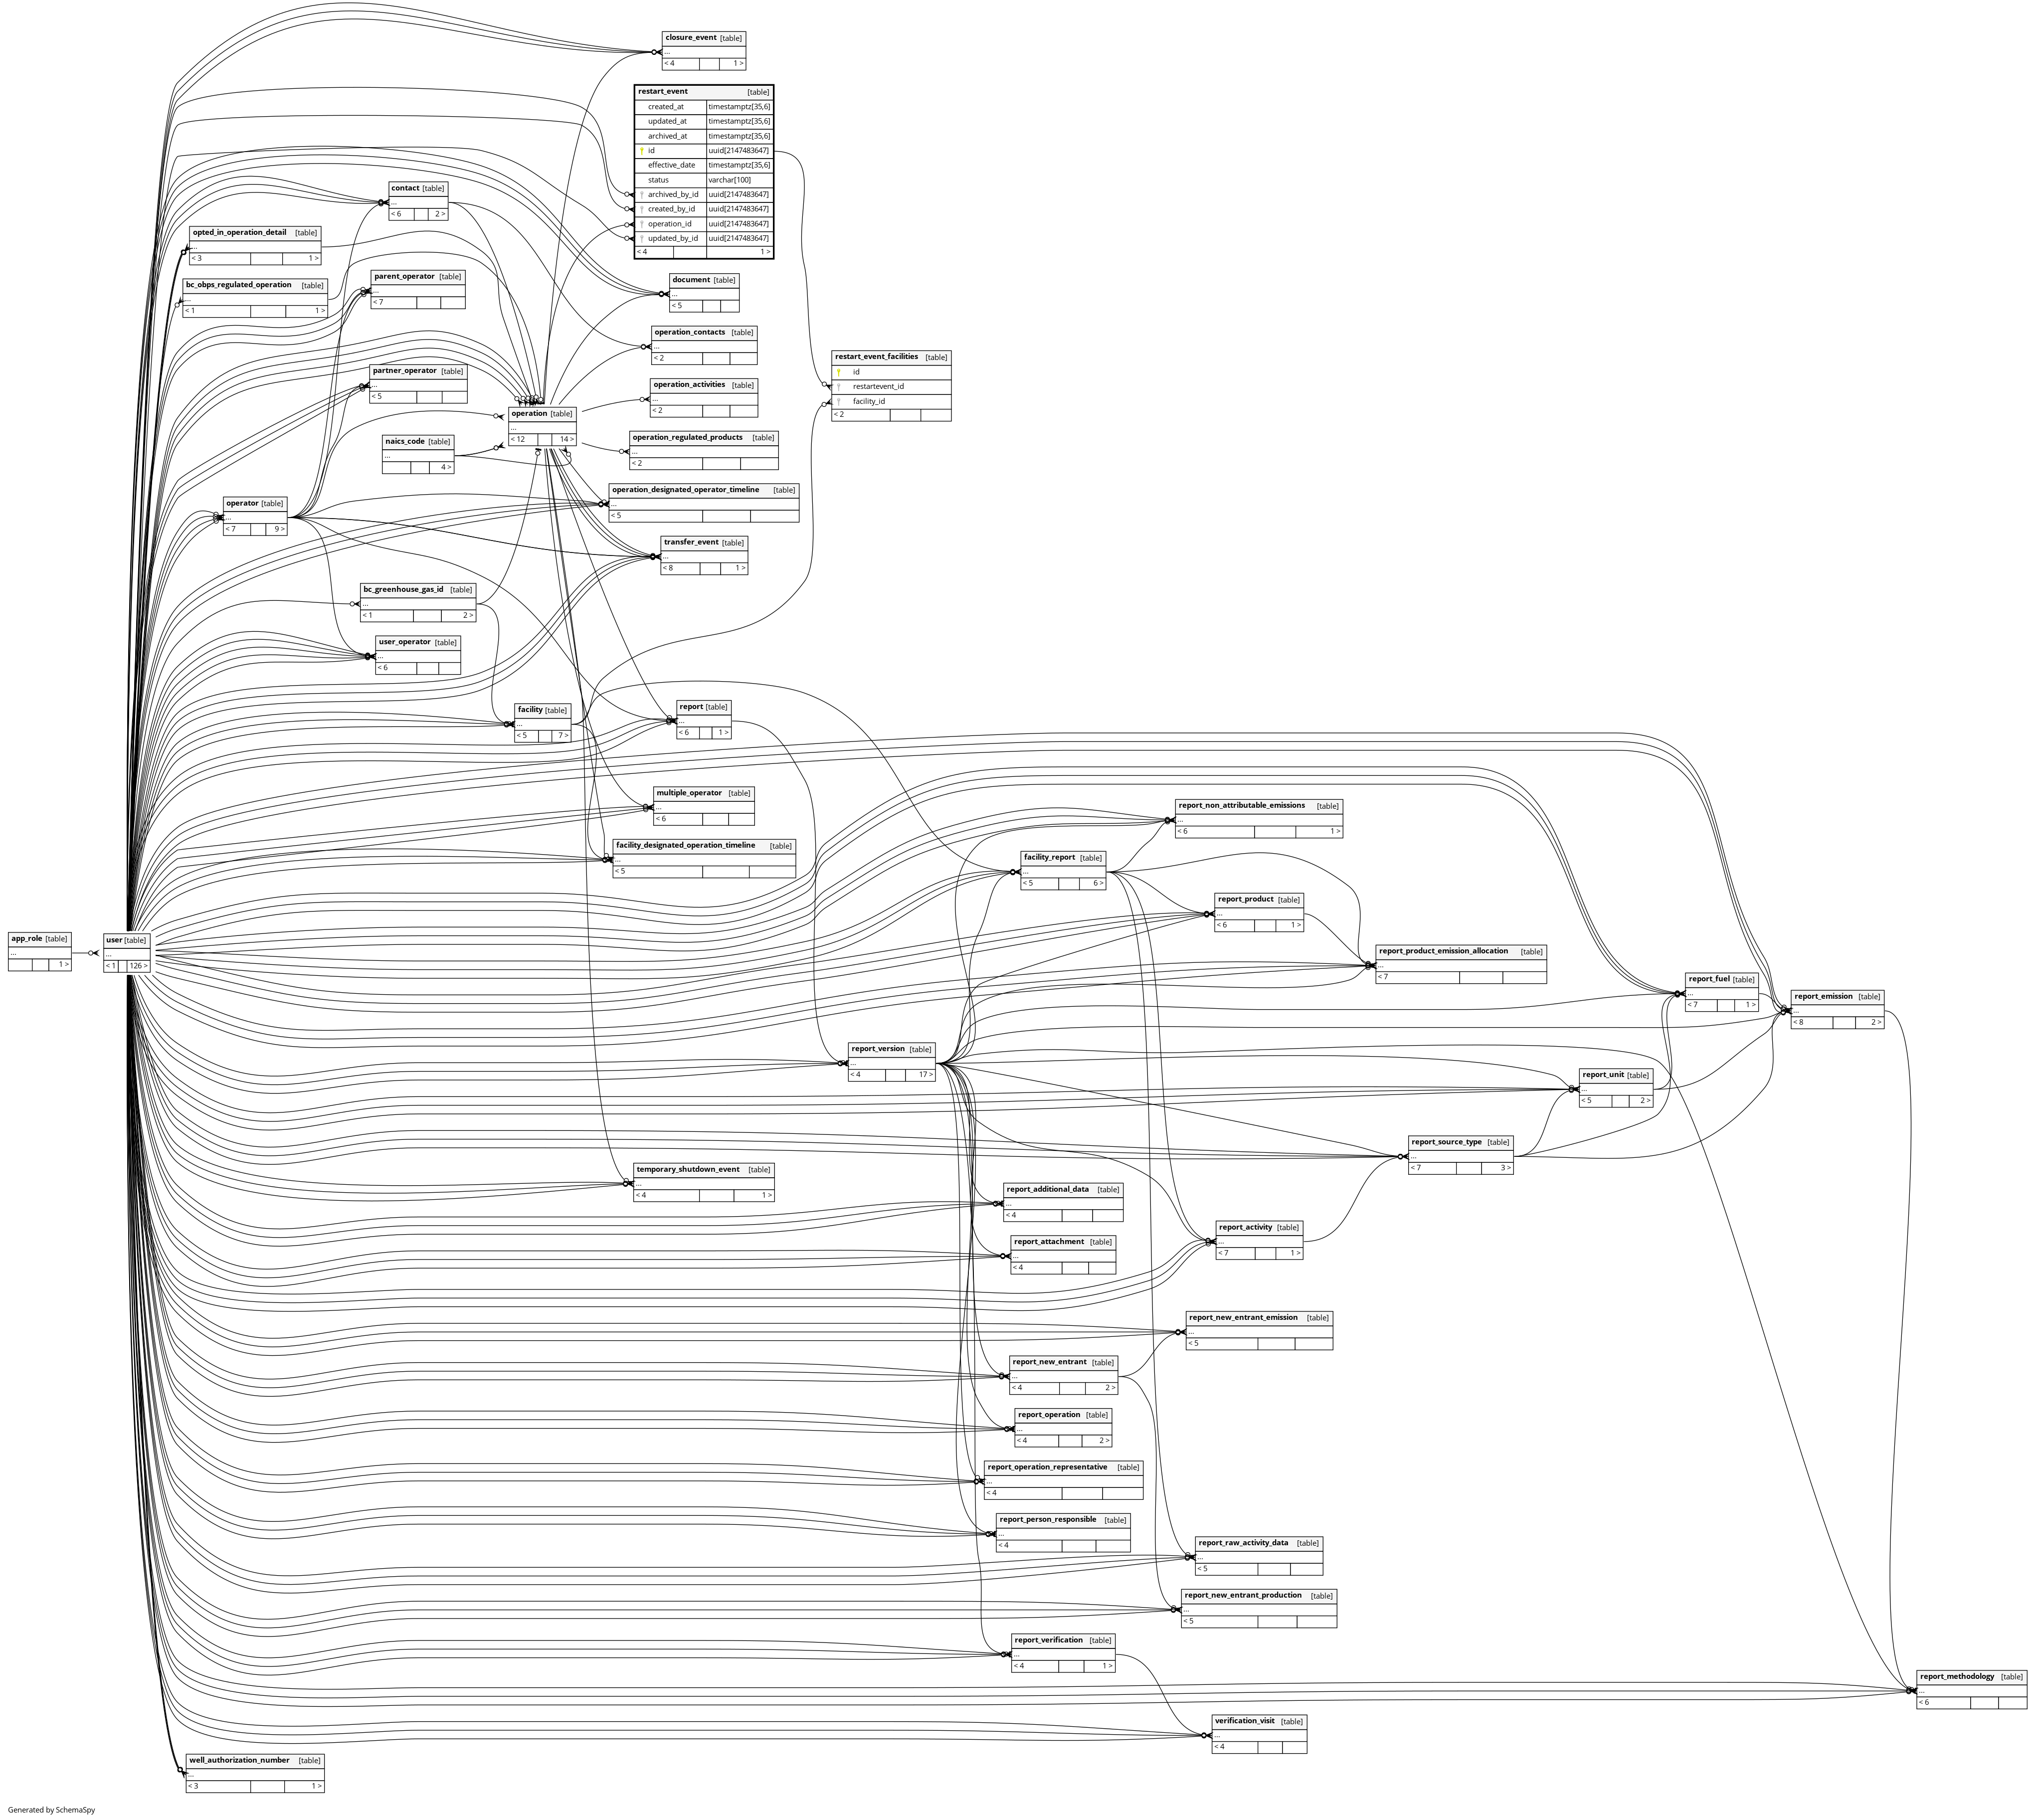 closure_event [table]
...
< 4 1 >
restart_event [table]
created_at timestamptz[35,6]
updated_at timestamptz[35,6]
archived_at timestamptz[35,6]
id uuid[2147483647]
effective_date timestamptz[35,6]
status varchar[100]
archived_by_id uuid[2147483647]
created_by_id uuid[2147483647]
operation_id uuid[2147483647]
updated_by_id uuid[2147483647]
< 4 1 >
contact [table]
...
< 6 2 >
opted_in_operation_detail [table]
...
< 3 1 >
bc_obps_regulated_operation [table]
...
< 1 1 >
parent_operator [table]
...
< 7
document [table]
...
< 5
operation_contacts [table]
...
< 2
restart_event_facilities [table]
id
restartevent_id
facility_id
< 2
partner_operator [table]
...
< 5
operation_activities [table]
...
< 2
operation [table]
...
< 12 14 >
naics_code [table]
...
4 >
operation_regulated_products [table]
...
< 2
operation_designated_operator_timeline [table]
...
< 5
operator [table]
...
< 7 9 >
transfer_event [table]
...
< 8 1 >
bc_greenhouse_gas_id [table]
...
< 1 2 >
user_operator [table]
...
< 6
facility [table]
...
< 5 7 >
report [table]
...
< 6 1 >
multiple_operator [table]
...
< 6
report_non_attributable_emissions [table]
...
< 6 1 >
facility_designated_operation_timeline [table]
...
< 5
facility_report [table]
...
< 5 6 >
report_product [table]
...
< 6 1 >
app_role [table]
...
1 >
user [table]
...
< 1 126 >
report_product_emission_allocation [table]
...
< 7
report_fuel [table]
...
< 7 1 >
report_emission [table]
...
< 8 2 >
report_version [table]
...
< 4 17 >
report_unit [table]
...
< 5 2 >
report_source_type [table]
...
< 7 3 >
temporary_shutdown_event [table]
...
< 4 1 >
report_additional_data [table]
...
< 4
report_activity [table]
...
< 7 1 >
report_attachment [table]
...
< 4
report_new_entrant_emission [table]
...
< 5
report_new_entrant [table]
...
< 4 2 >
report_operation [table]
...
< 4 2 >
report_operation_representative [table]
...
< 4
report_person_responsible [table]
...
< 4
report_raw_activity_data [table]
...
< 5
report_new_entrant_production [table]
...
< 5
report_verification [table]
...
< 4 1 >
report_methodology [table]
...
< 6
verification_visit [table]
...
< 4
well_authorization_number [table]
...
< 3 1 >
Generated by SchemaSpy